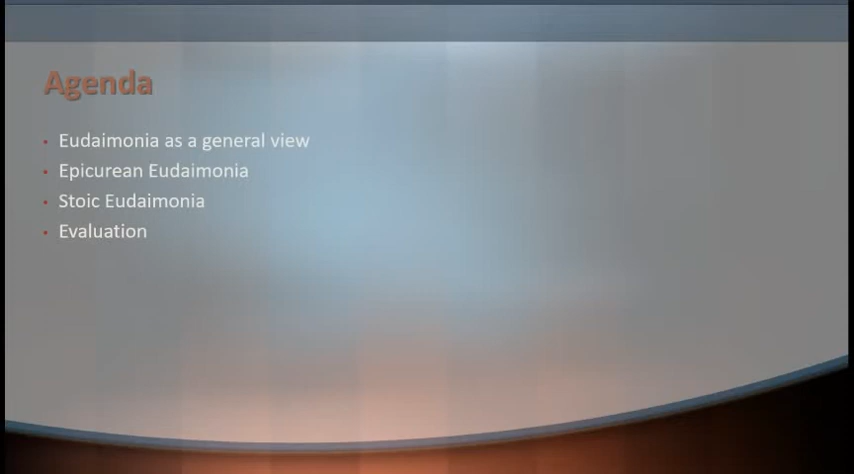 Agenda
• Eudaimonia as a general view
• Epicurean Eudaimonia
• Stoic Eudaimonia
• Evaluation